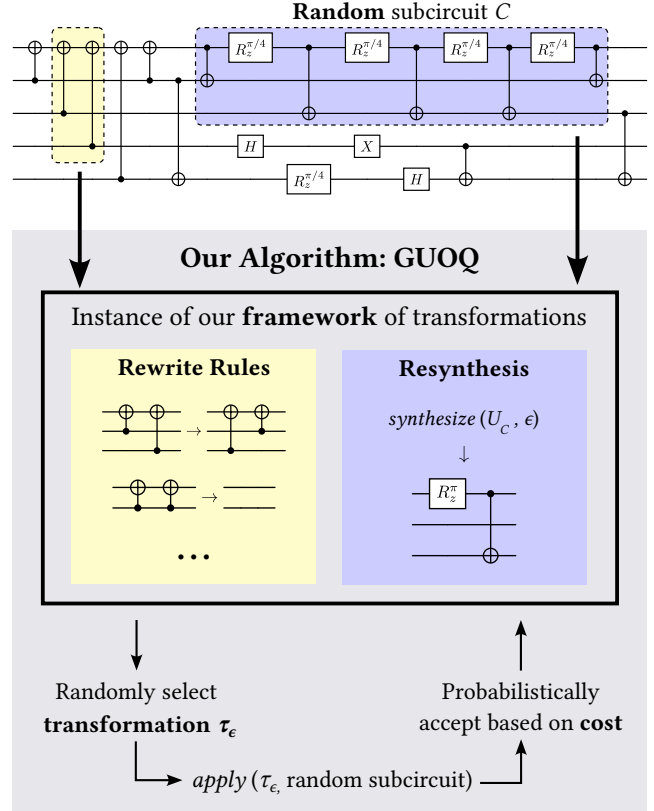 Random subcircuit C
R_z^{π/4} R_z^{π/4} R_z^{π/4} R_z^{π/4}
H X
R_z^{π/4} H
Our Algorithm: GUOQ
Instance of our framework of transformations
Rewrite Rules
→
→
• • •
Resynthesis
synthesize (U_C , ϵ)
↓
R_z^π
Randomly select
transformation τ_ϵ
Probabilistically
accept based on cost
apply (τ_ϵ, random subcircuit)